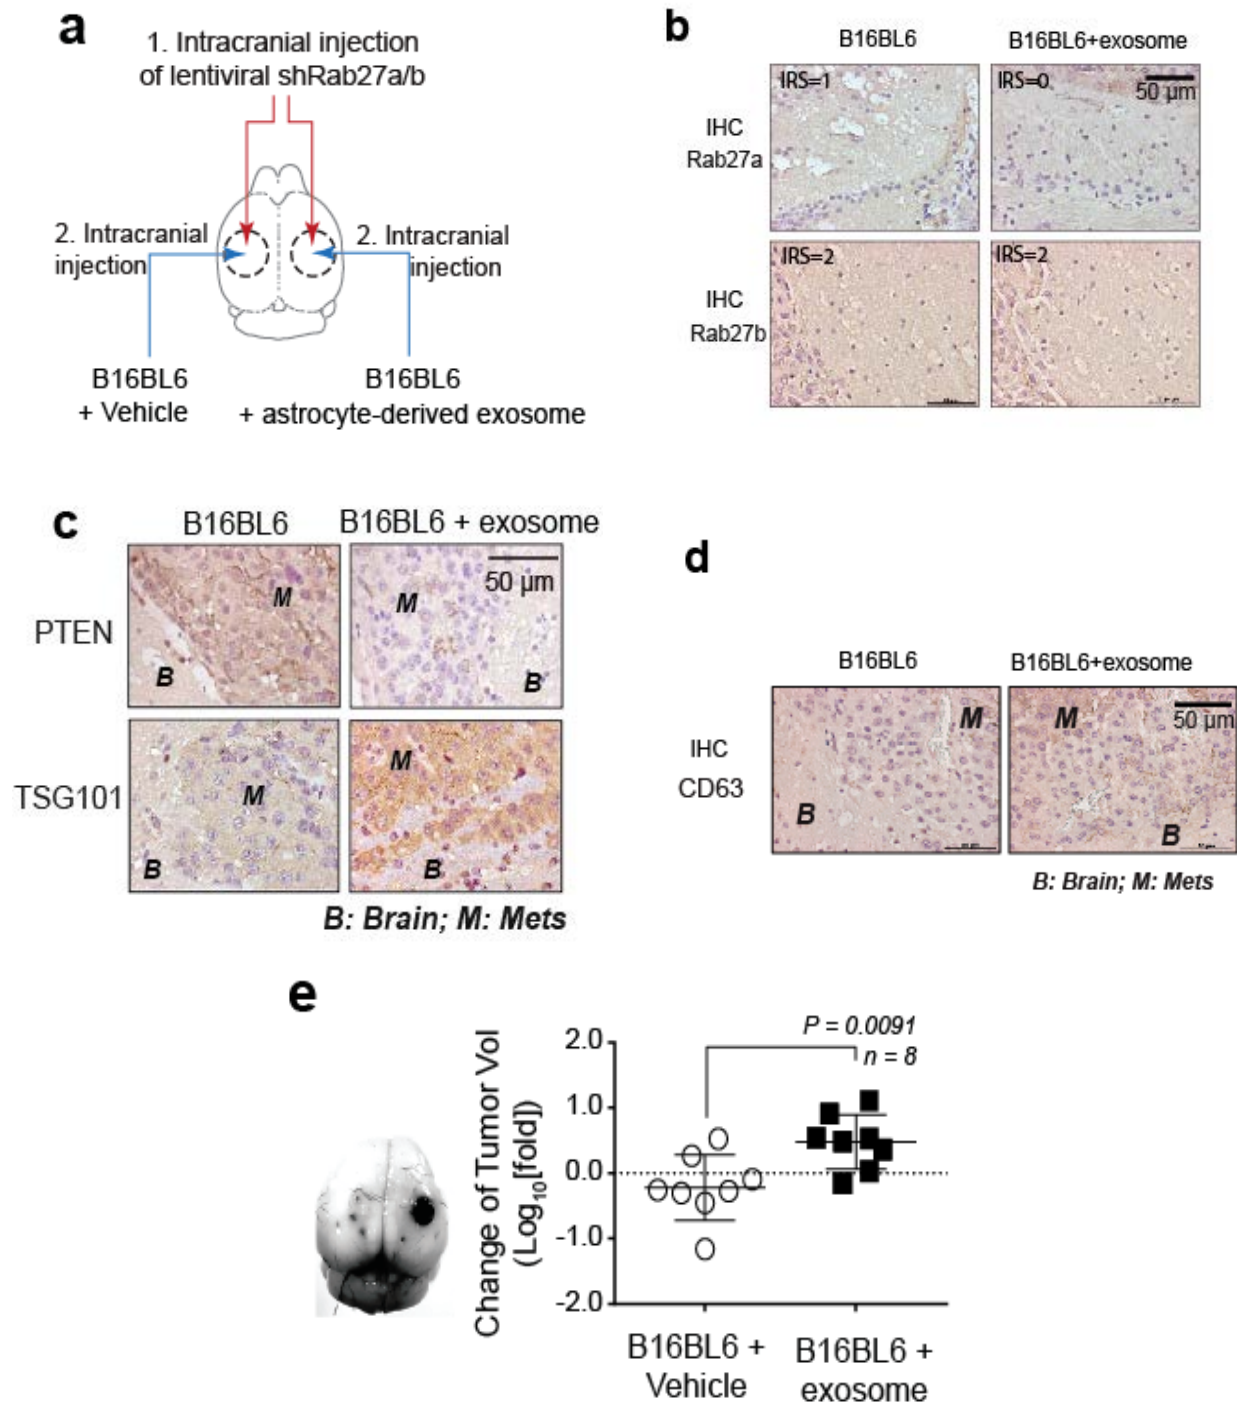 a
1. Intracranial injection
of lentiviral shRab27a/b
2. Intracranial
injection
2. Intracranial
injection
B16BL6
+ Vehicle
B16BL6
+ astrocyte-derived exosome
b
B16BL6
B16BL6+exosome
IHC
Rab27a
IRS=1
IRS=0
50 µm
IHC
Rab27b
IRS=2
IRS=2
c
B16BL6
B16BL6 + exosome
PTEN
M
B
50 µm
M
B
TSG101
M
B
M
B
B: Brain; M: Mets
d
B16BL6
B16BL6+exosome
IHC
CD63
M
B
50 µm
M
B
B: Brain; M: Mets
e
Change of Tumor Vol
(Log10[fold])
P = 0.0091
n = 8
2.0
1.0
0.0
-1.0
-2.0
B16BL6 +
Vehicle
B16BL6 +
exosome